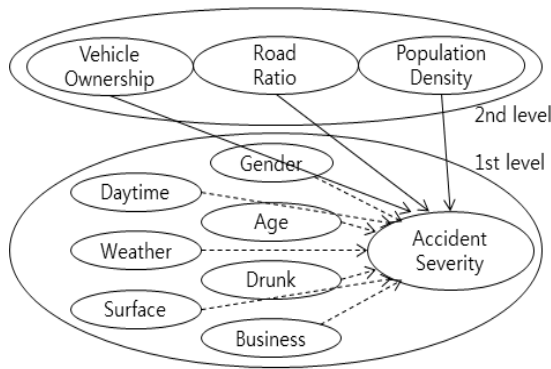 Vehicle
Ownership
Road
Ratio
Population
Density
2nd level
1st level
Gender
Daytime
Age
Weather
Accident
Severity
Drunk
Surface
Business